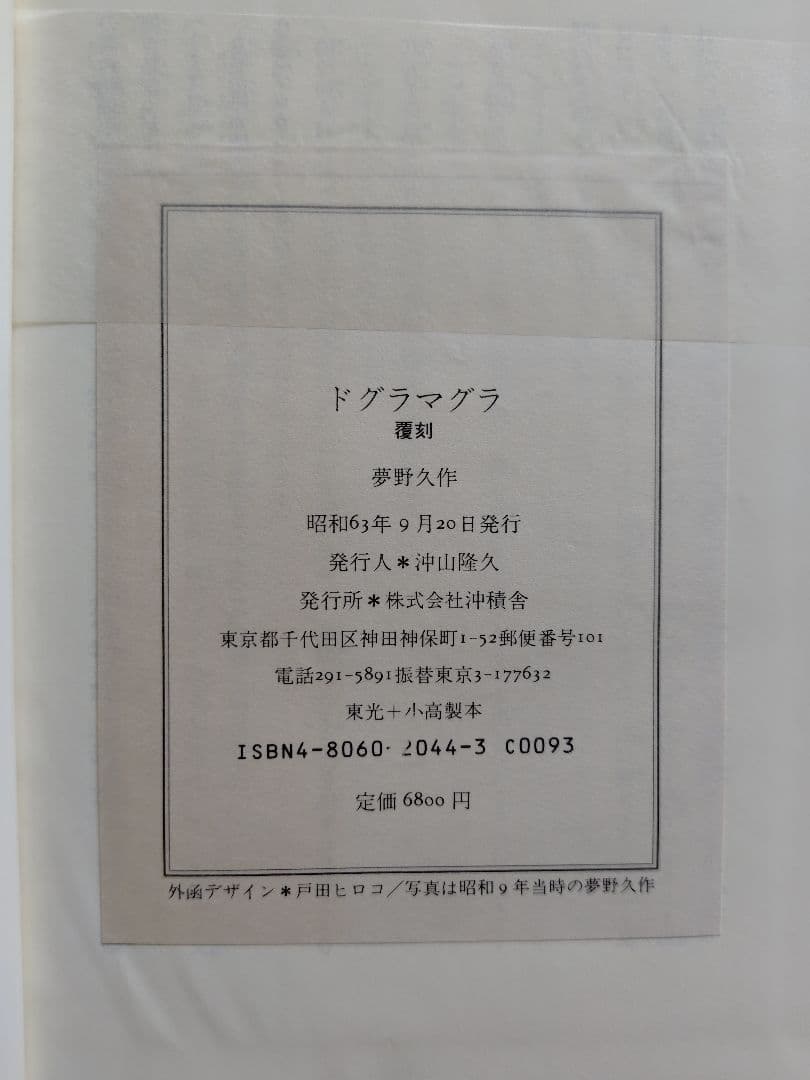 ドグラマグラ
覆刻
夢野久作
昭和63年9月20日発行
発行人*沖山隆久
発行所*株式会社沖積舎
東京都千代田区神田神保町1-52郵便番号101
電話291-5891振替東京3-177632
東光+小高製本
ISBN4-8060-2044-3 C0093
定価6800円
外函デザイン*戸田ヒロコ/写真は昭和9年当時の夢野久作